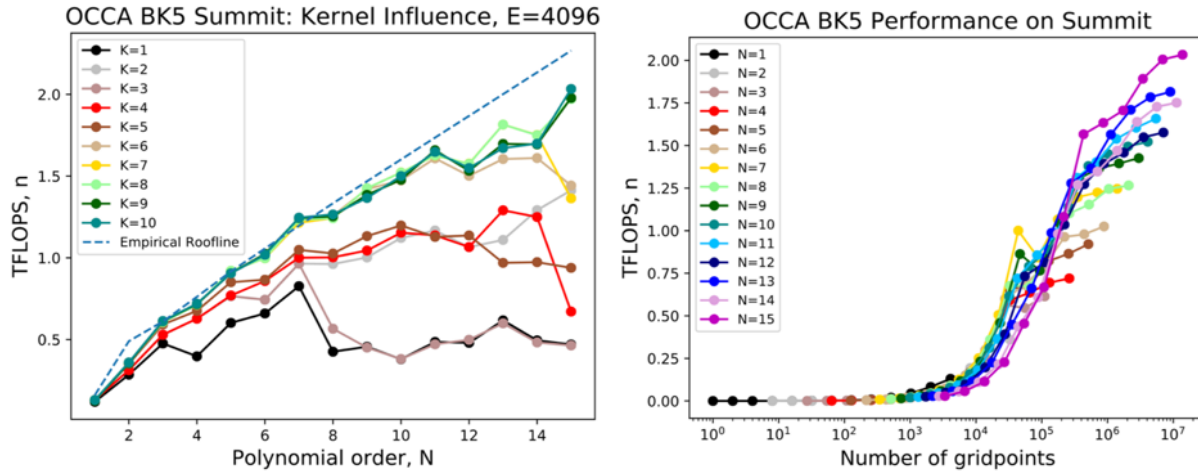 OCCA BK5 Summit: Kernel Influence, E=4096
K=1
K=2
K=3
K=4
K=5
K=6
K=7
K=8
K=9
K=10
Empirical Roofline
TFLOPS, n
2.0
1.5
1.0
0.5
2
4
6
8
10
12
14
Polynomial order, N
OCCA BK5 Performance on Summit
N=1
N=2
N=3
N=4
N=5
N=6
N=7
N=8
N=9
N=10
N=11
N=12
N=13
N=14
N=15
TFLOPS, n
2.00
1.75
1.50
1.25
1.00
0.75
0.50
0.25
0.00
10⁰
10¹
10²
10³
10⁴
10⁵
10⁶
10⁷
Number of gridpoints